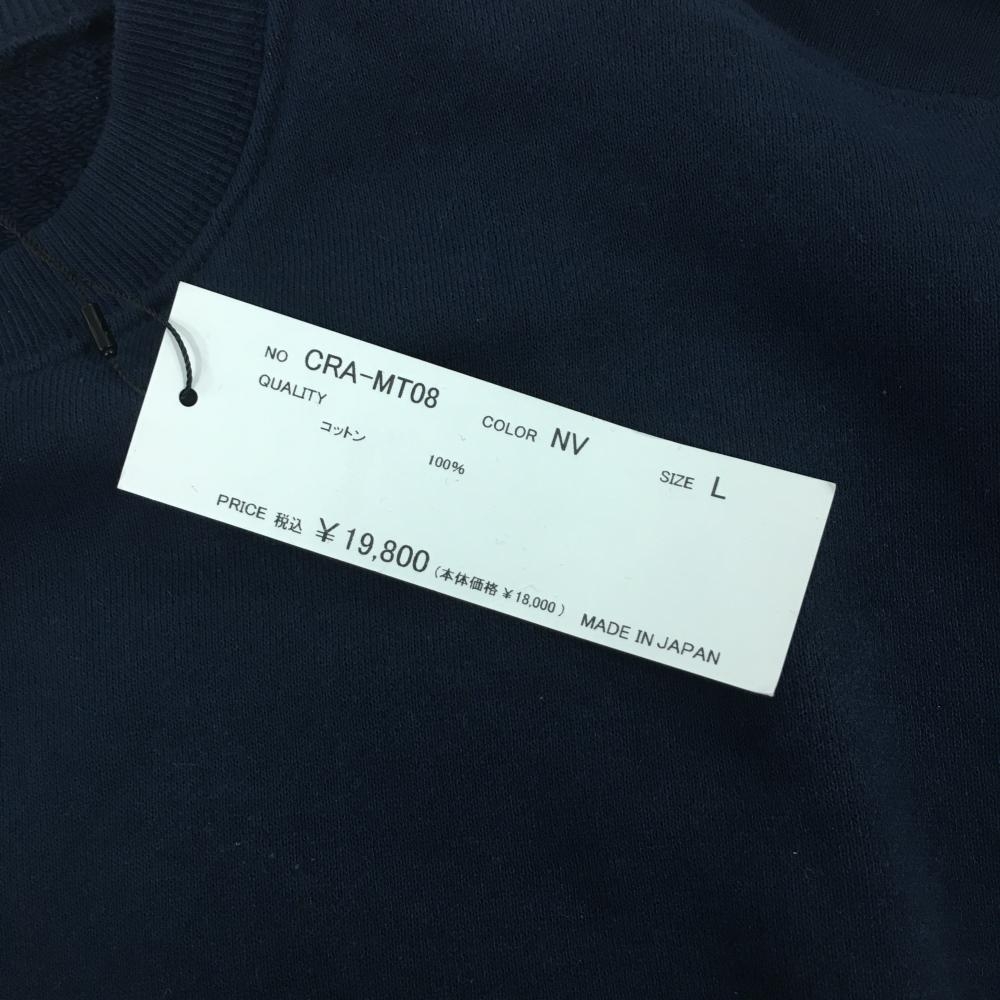 NO CRA-MT08 COLOR NV SIZE L
QUALITY
コットン 100%
PRICE 税込 ¥19,800 (本体価格 ¥18,000) MADE IN JAPAN